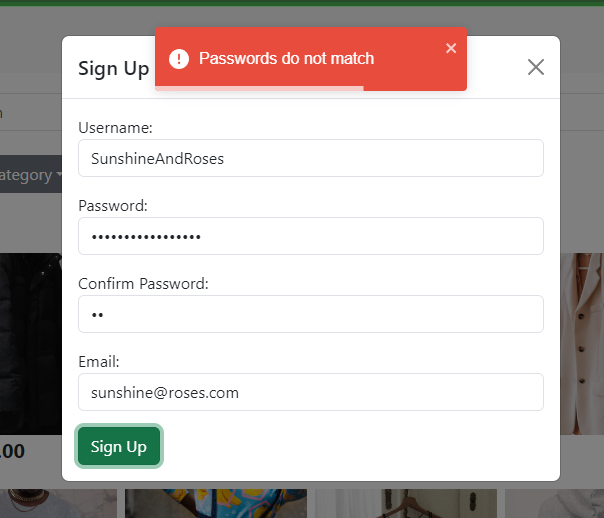 Passwords do not match
Sign Up
Username:
SunshineAndRoses
ategory
Password:
•••••••••••••••••
Confirm Password:
••
Email:
sunshine@roses.com
Sign Up
.00